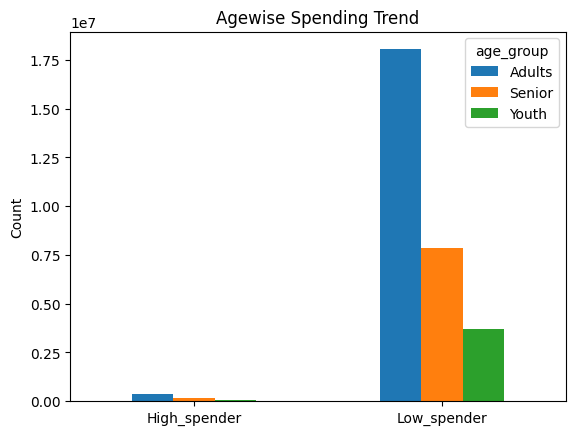 Agewise Spending Trend
1e7
age_group
Adults
Senior
Youth
Count
1.75
1.50
1.25
1.00
0.75
0.50
0.25
0.00
High_spender
Low_spender